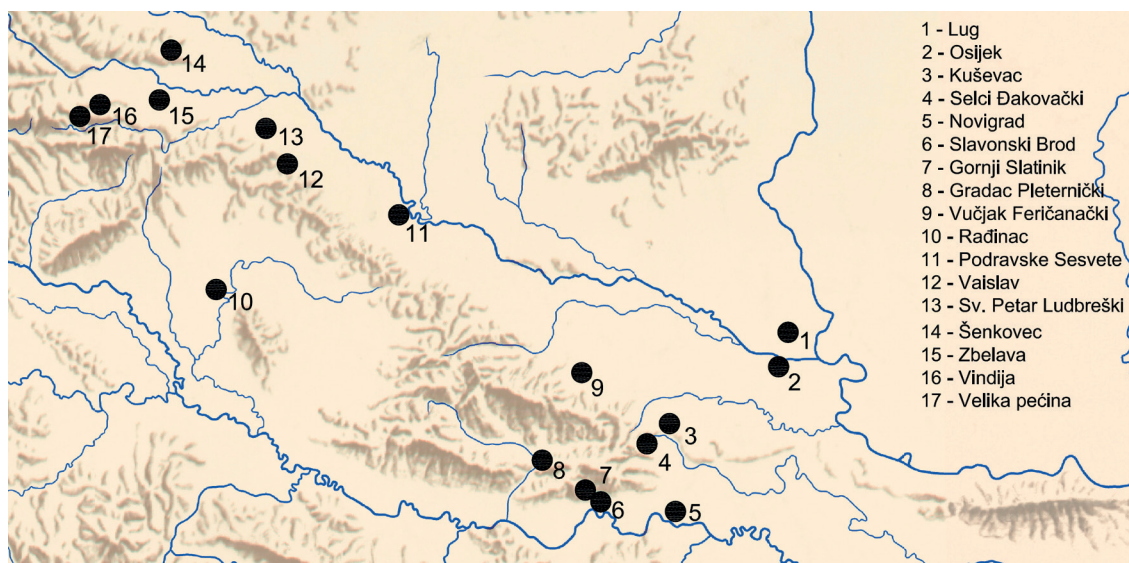 1 - Lug
2 - Osijek
3 - Kuševac
4 - Selci Đakovački
5 - Novigrad
6 - Slavonski Brod
7 - Gornji Slatinik
8 - Gradac Pleternički
9 - Vučjak Feričanački
10 - Rađinac
11 - Podravske Sesvete
12 - Vaislav
13 - Sv. Petar Ludbreški
14 - Šenkovec
15 - Zbelava
16 - Vindija
17 - Velika pećina
14
16
15
17
13
12
11
10
1
2
9
3
4
8
7
6
5